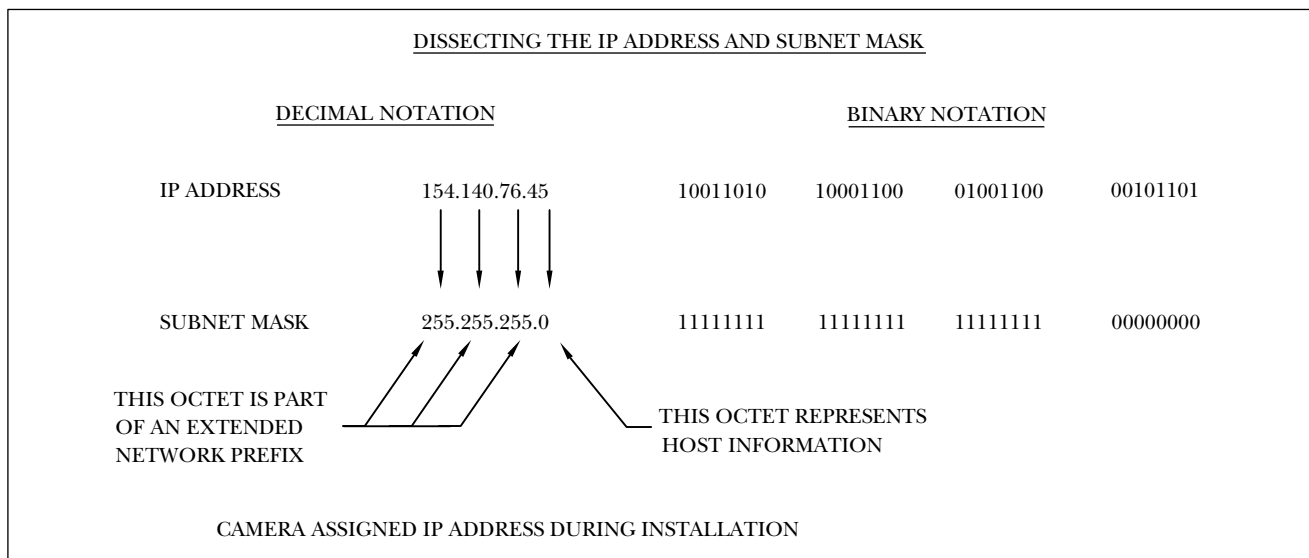 DISSECTING THE IP ADDRESS AND SUBNET MASK
DECIMAL NOTATION BINARY NOTATION
IP ADDRESS 154.140.76.45 10011010 10001100 01001100 00101101
SUBNET MASK 255.255.255.0 11111111 11111111 11111111 00000000
THIS OCTET IS PART
OF AN EXTENDED
NETWORK PREFIX
THIS OCTET REPRESENTS
HOST INFORMATION
CAMERA ASSIGNED IP ADDRESS DURING INSTALLATION